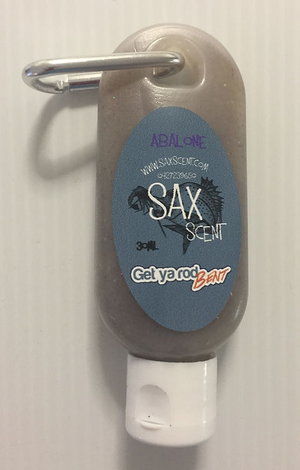 ABALONE
WWW.SAXSCENT.COM
SAX
SCENT
30ML
Get ya rod
BENT